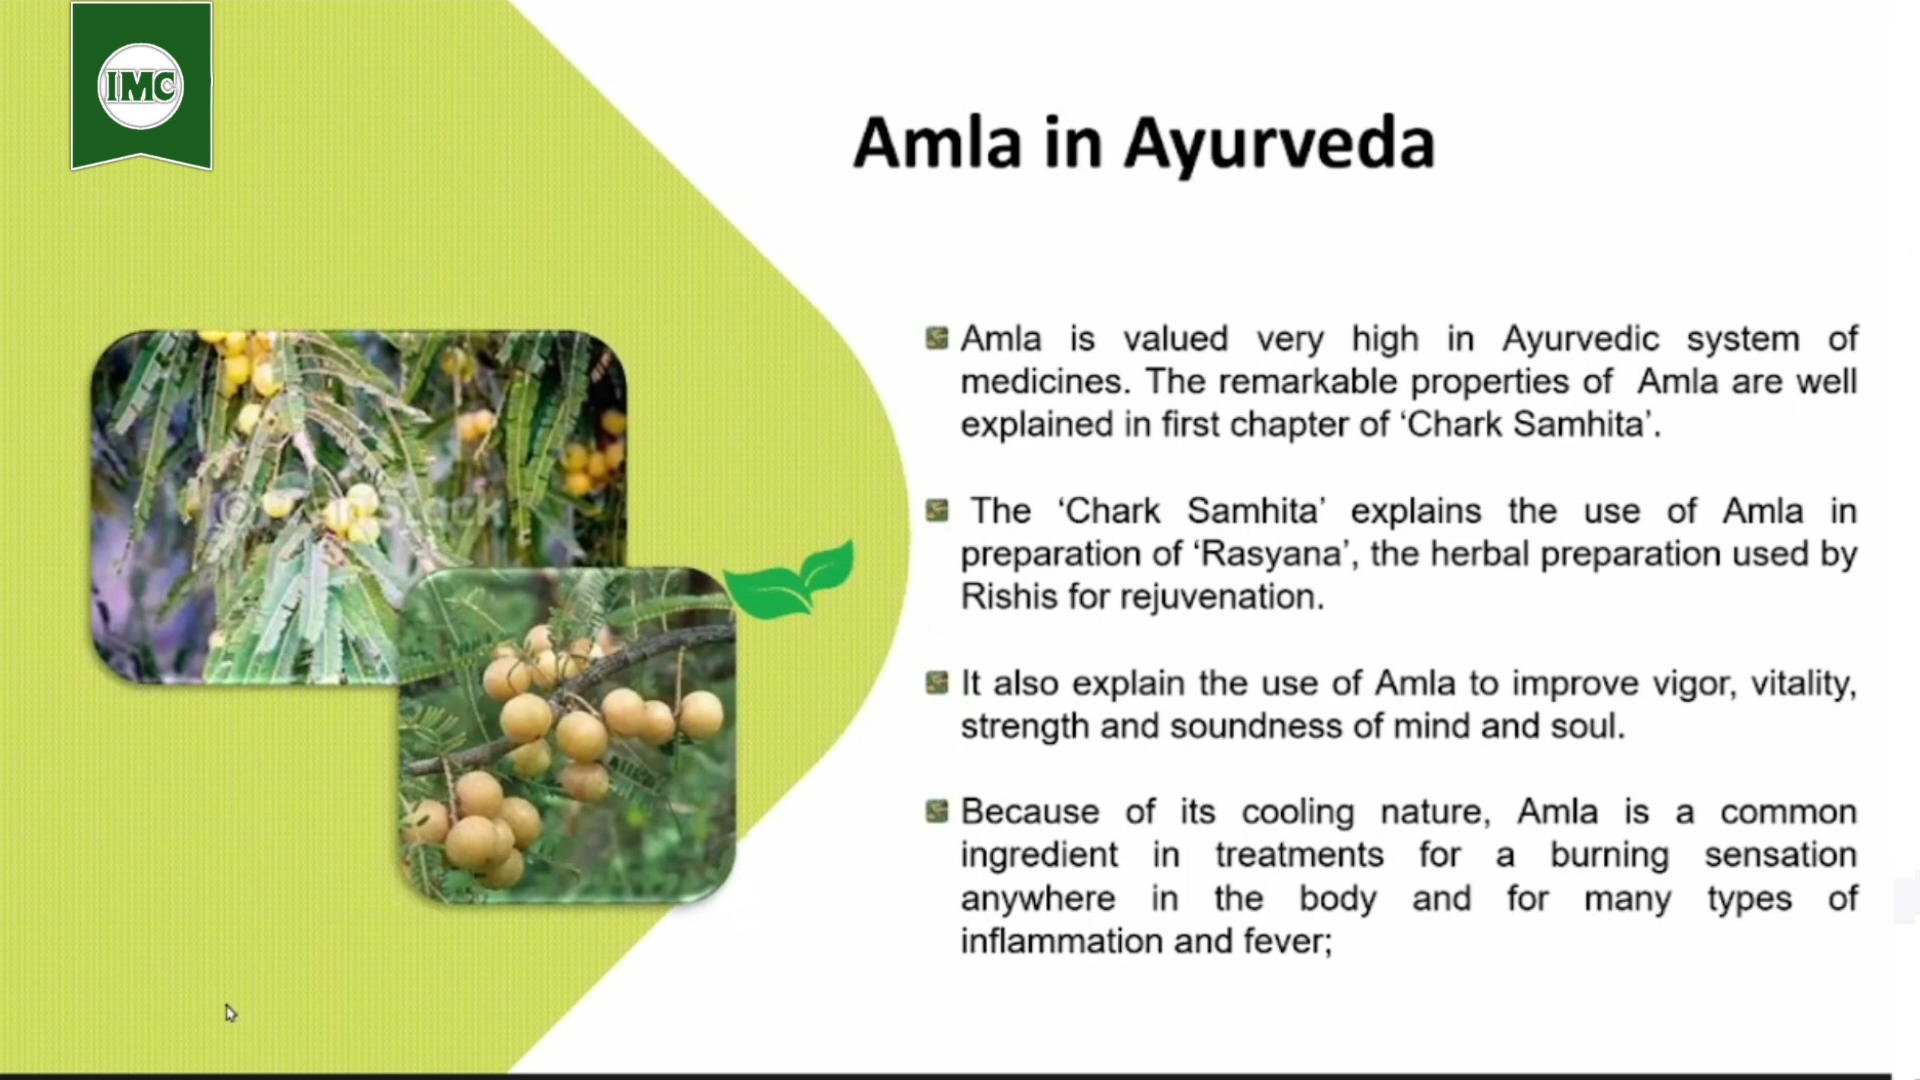 IMC
Amla in Ayurveda
Amla is valued very high in Ayurvedic system of
medicines. The remarkable properties of Amla are well
explained in first chapter of ‘Chark Samhita’.
The ‘Chark Samhita’ explains the use of Amla in
preparation of ‘Rasyana’, the herbal preparation used by
Rishis for rejuvenation.
It also explain the use of Amla to improve vigor, vitality,
strength and soundness of mind and soul.
Because of its cooling nature, Amla is a common
ingredient in treatments for a burning sensation
anywhere in the body and for many types of
inflammation and fever;